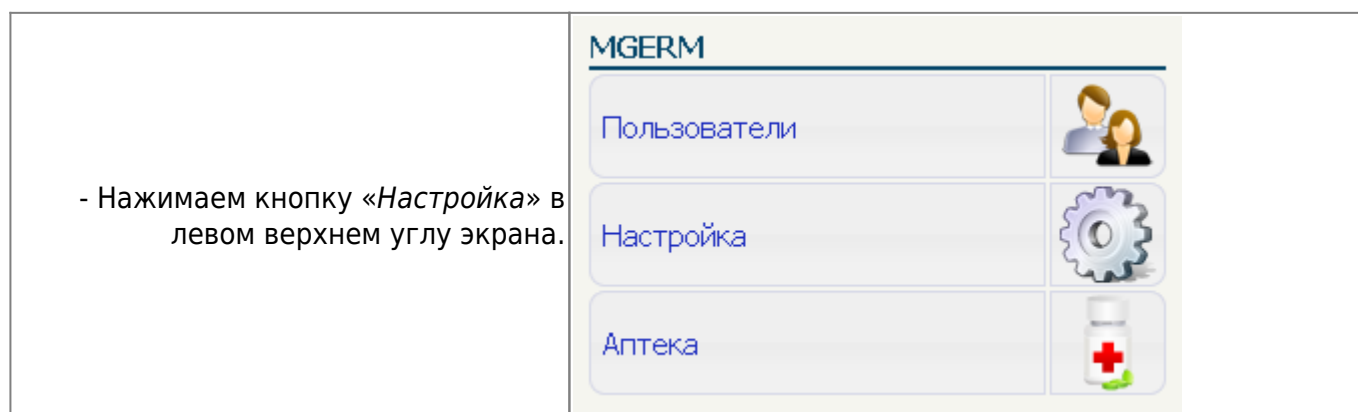 - Нажимаем кнопку «Настройка» в
левом верхнем углу экрана.
MGERM
Пользователи
Настройка
Аптека